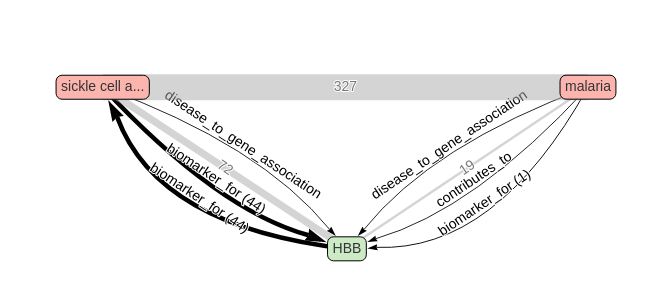 327
sickle cell a...
malaria
disease_to_gene_association
disease_to_gene_association
biomarker_for (44)
72
19
contributes_to
biomarker_for (44)
biomarker_for (1)
HBB